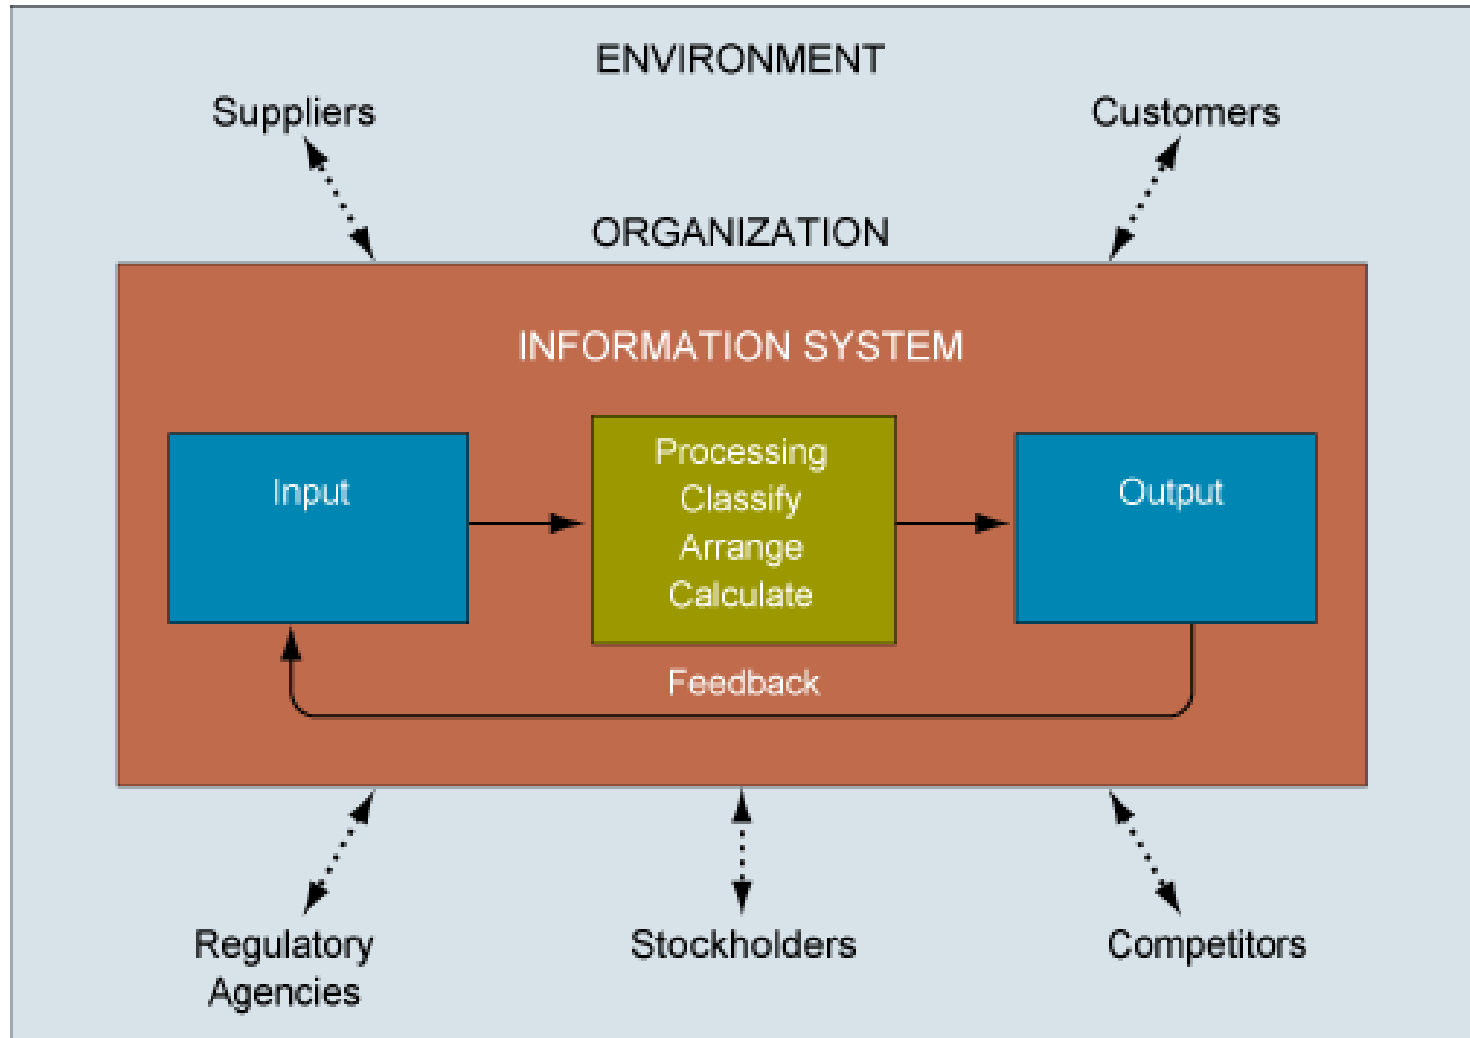 ENVIRONMENT
Suppliers
Customers
ORGANIZATION
INFORMATION SYSTEM
Input
Processing
Classify
Arrange
Calculate
Output
Feedback
Regulatory
Agencies
Stockholders
Competitors